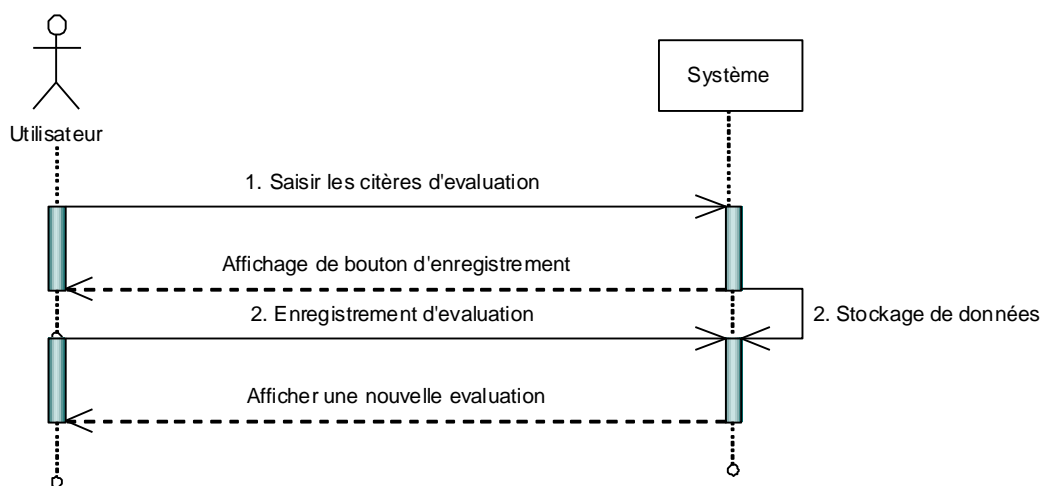 Système
Utilisateur
1. Saisir les citères d'evaluation
Affichage de bouton d'enregistrement
2. Enregistrement d'evaluation
2. Stockage de données
Afficher une nouvelle evaluation